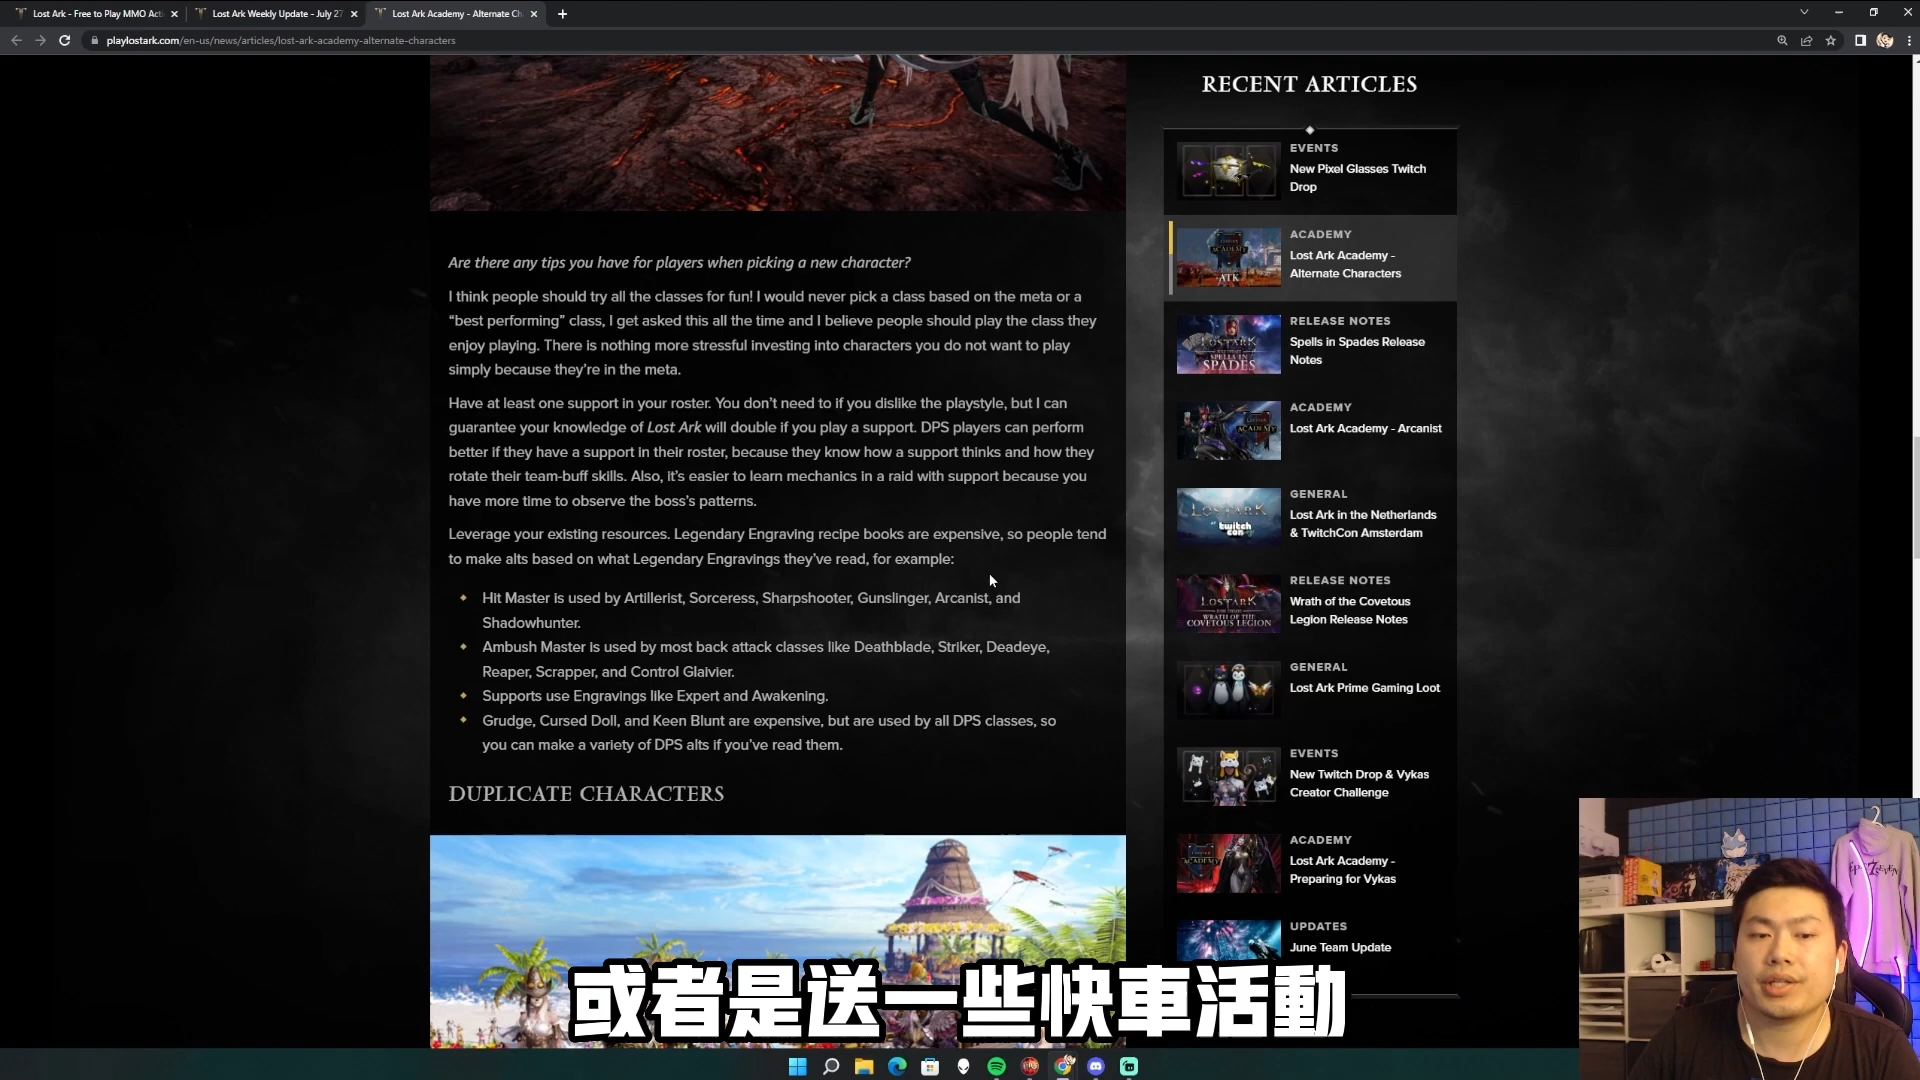 Lost Ark - Free to Play MMO Acti
Lost Ark Weekly Update - July 27
Lost Ark Academy - Alternate Ch
playlostark.com/en-us/news/articles/lost-ark-academy-alternate-characters
Are there any tips you have for players when picking a new character?
I think people should try all the classes for fun! I would never pick a class based on the meta or a
“best performing” class, I get asked this all the time and I believe people should play the class they
enjoy playing. There is nothing more stressful investing into characters you do not want to play
simply because they’re in the meta.
Have at least one support in your roster. You don’t need to if you dislike the playstyle, but I can
guarantee your knowledge of Lost Ark will double if you play a support. DPS players can perform
better if they have a support in their roster, because they know how a support thinks and how they
rotate their team-buff skills. Also, it’s easier to learn mechanics in a raid with support because you
have more time to observe the boss’s patterns.
Leverage your existing resources. Legendary Engraving recipe books are expensive, so people tend
to make alts based on what Legendary Engravings they’ve read, for example:
Hit Master is used by Artillerist, Sorceress, Sharpshooter, Gunslinger, Arcanist, and
Shadowhunter.
Ambush Master is used by most back attack classes like Deathblade, Striker, Deadeye,
Reaper, Scrapper, and Control Glaivier.
Supports use Engravings like Expert and Awakening.
Grudge, Cursed Doll, and Keen Blunt are expensive, but are used by all DPS classes, so
you can make a variety of DPS alts if you’ve read them.
DUPLICATE CHARACTERS
RECENT ARTICLES
EVENTS
New Pixel Glasses Twitch
Drop
ACADEMY
Lost Ark Academy -
Alternate Characters
RELEASE NOTES
Spells in Spades Release
Notes
ACADEMY
Lost Ark Academy - Arcanist
GENERAL
Lost Ark in the Netherlands
& TwitchCon Amsterdam
RELEASE NOTES
Wrath of the Covetous
Legion Release Notes
GENERAL
Lost Ark Prime Gaming Loot
EVENTS
New Twitch Drop & Vykas
Creator Challenge
ACADEMY
Lost Ark Academy -
Preparing for Vykas
UPDATES
June Team Update
或者是送一些快車活動